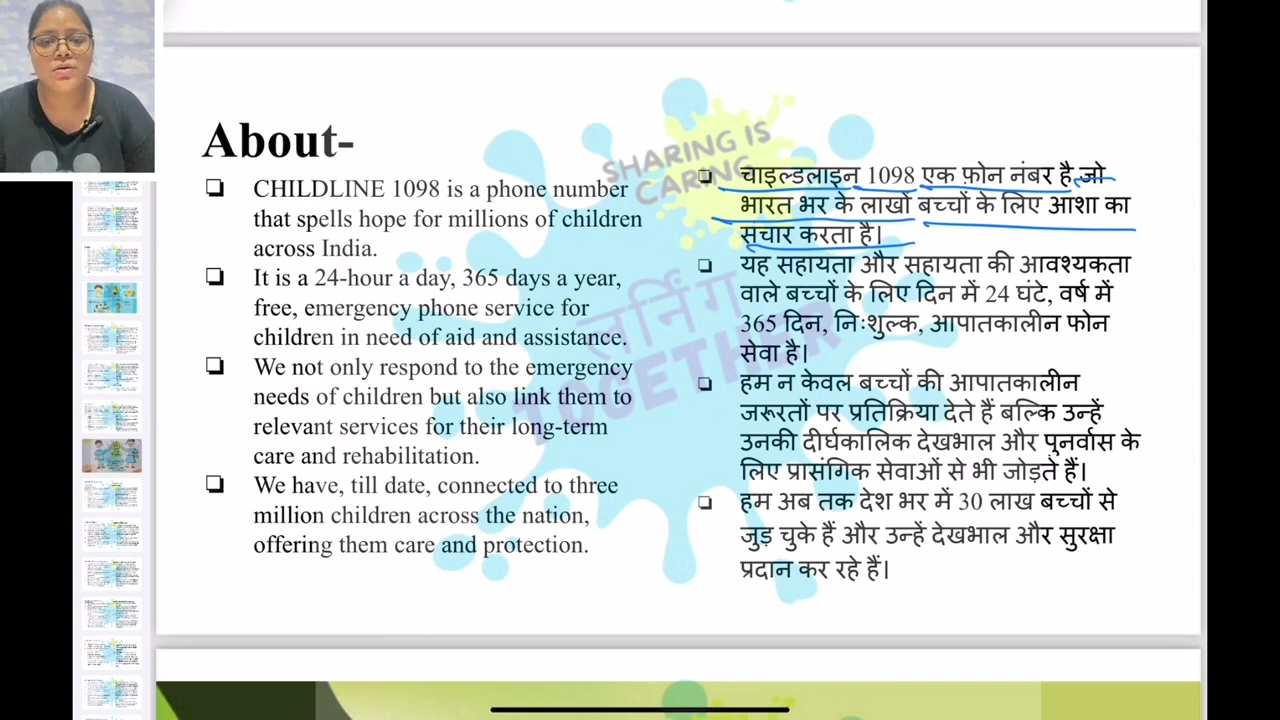 About-
CHILDLINE 1098 is a phone number
that spells hope for millions of children
across India.
It is a 24-hour a day, 365 days a year,
free, emergency phone service for
children in need of aid and assistance.
We not only respond to the emergency
needs of children but also link them to
relevant services for their long-term
care and rehabilitation.
We have, till date, connected to three
million children across the nation,
offering them care and protection.
चाइल्डलाइन 1098 एक फ़ोन नंबर है जो
भारत भर के लाखों बच्चों के लिए आशा का
संचार करता है।
यह सहायता और सहायता की आवश्यकता
वाले बच्चों के लिए दिन में 24 घंटे, वर्ष में
365 दिन, निःशुल्क, आपातकालीन फोन
सेवा है।
हम न केवल बच्चों की आपातकालीन
जरूरतों पर प्रतिक्रिया देते हैं बल्कि उन्हें
उनकी दीर्घकालिक देखभाल और पुनर्वास के
लिए प्रासंगिक सेवाओं से भी जोड़ते हैं।
हम अब तक देश भर में 30 लाख बच्चों से
जुड़ चुके हैं और उन्हें देखभाल और सुरक्षा
प्रदान कर रहे हैं।
SHARING IS
CARING